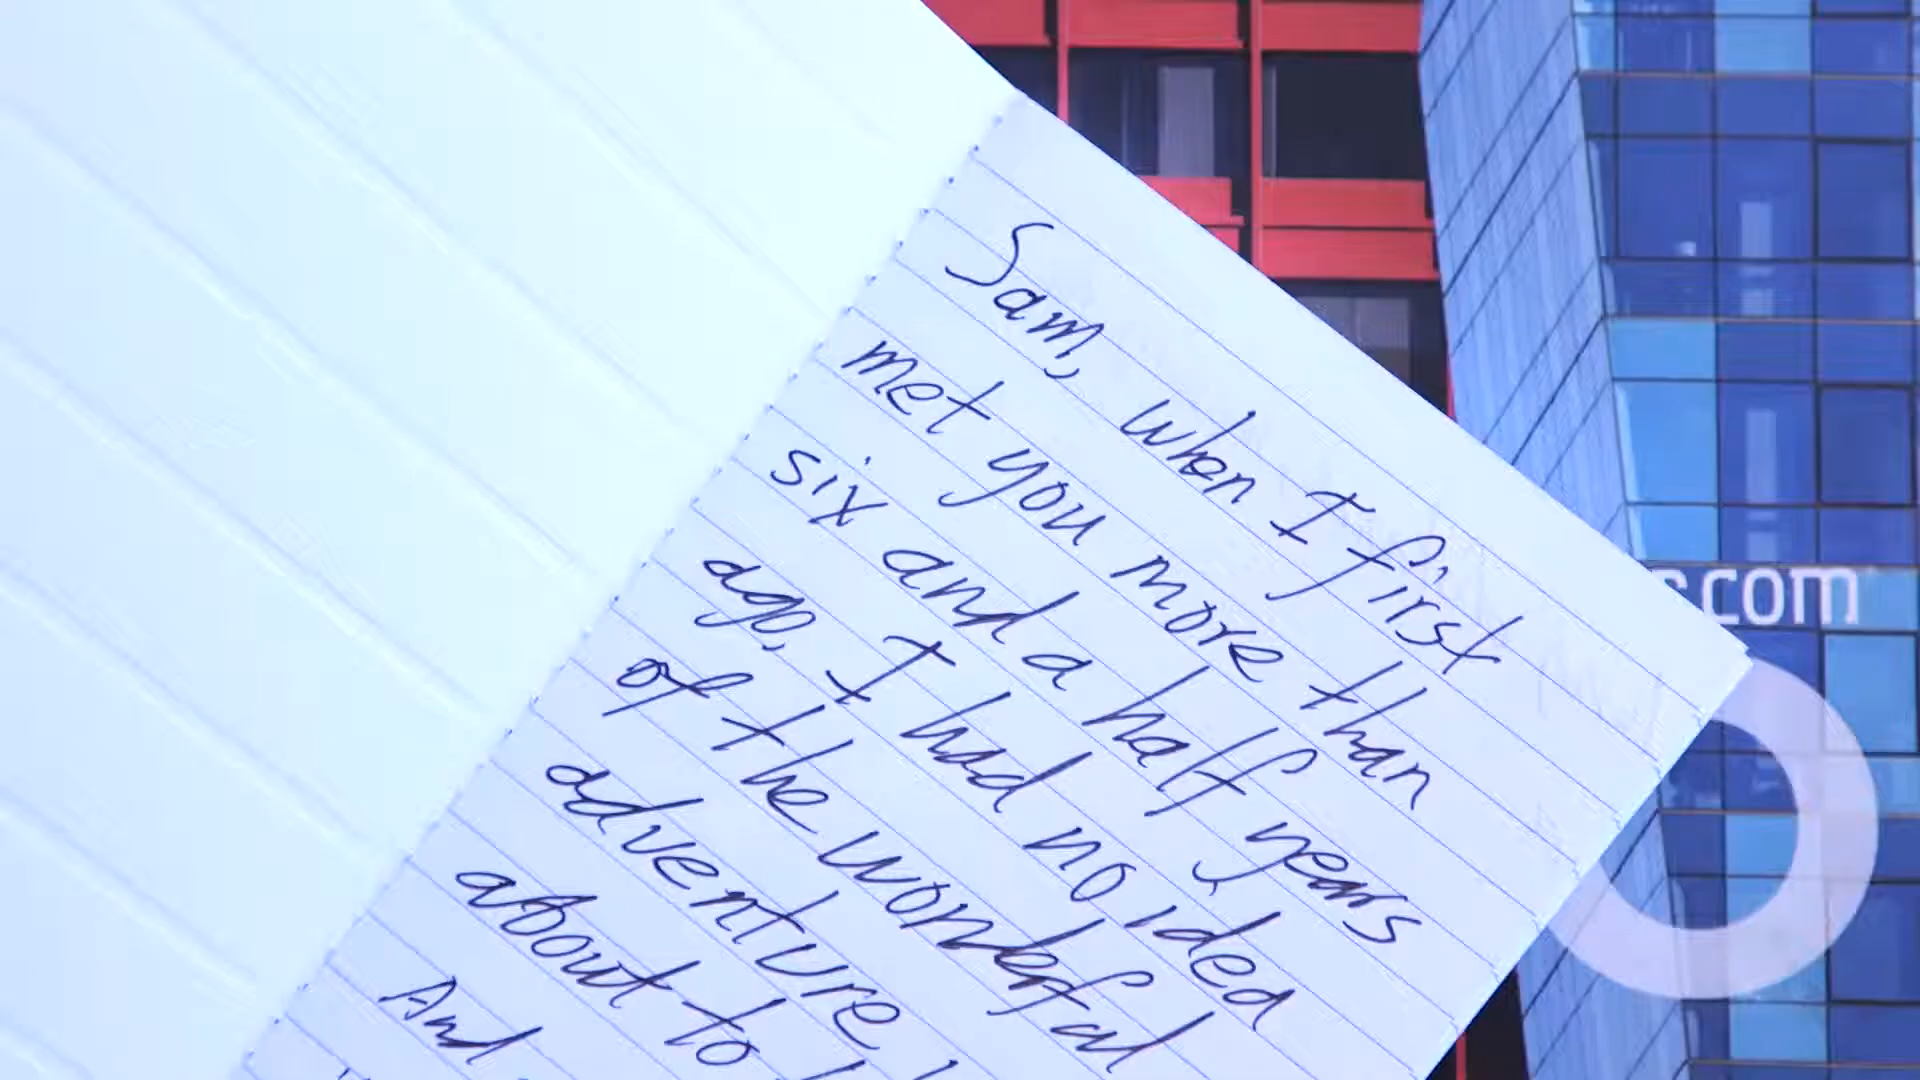 Sam, when I first
met you more than
six and a half years
ago, I had no idea
of the wonderful
adventure
about to
And
.com